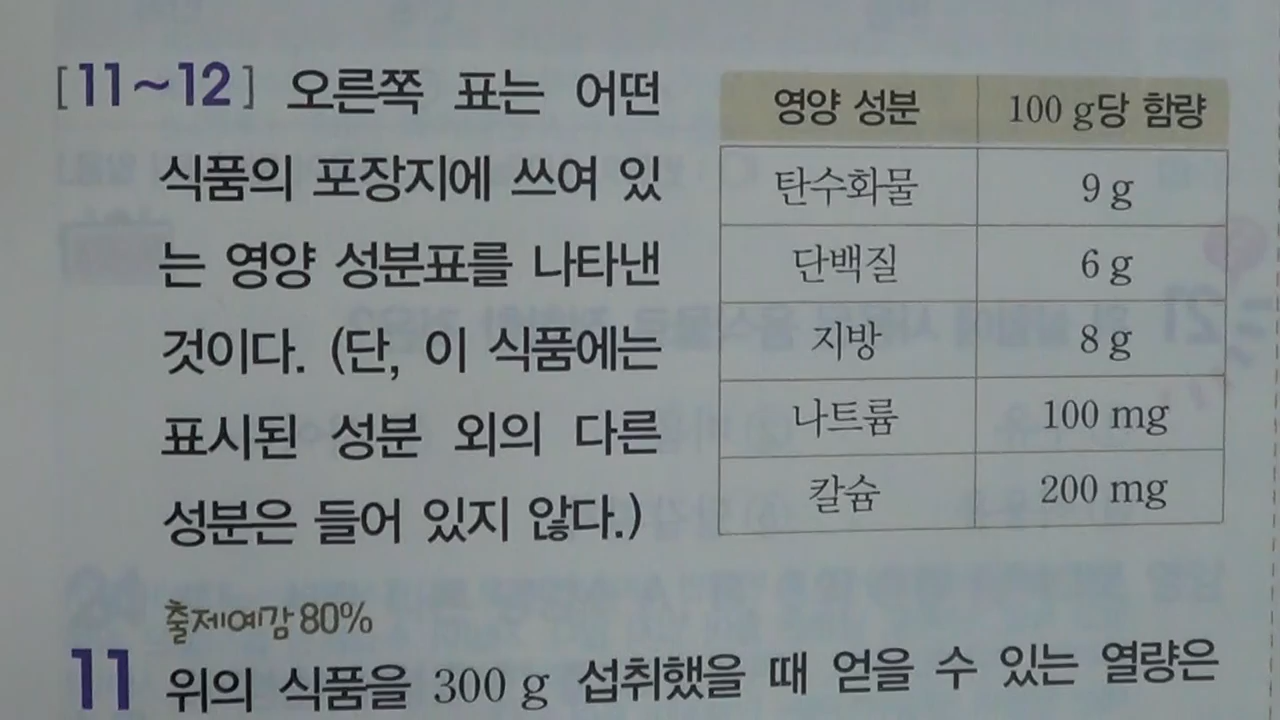 [11~12] 오른쪽 표는 어떤
식품의 포장지에 쓰여 있
는 영양 성분표를 나타낸
것이다. (단, 이 식품에는
표시된 성분 외의 다른
성분은 들어 있지 않다.)
영양 성분 100 g당 함량
탄수화물 9 g
단백질 6 g
지방 8 g
나트륨 100 mg
칼슘 200 mg
출제예감 80%
11 위의 식품을 300 g 섭취했을 때 얻을 수 있는 열량은